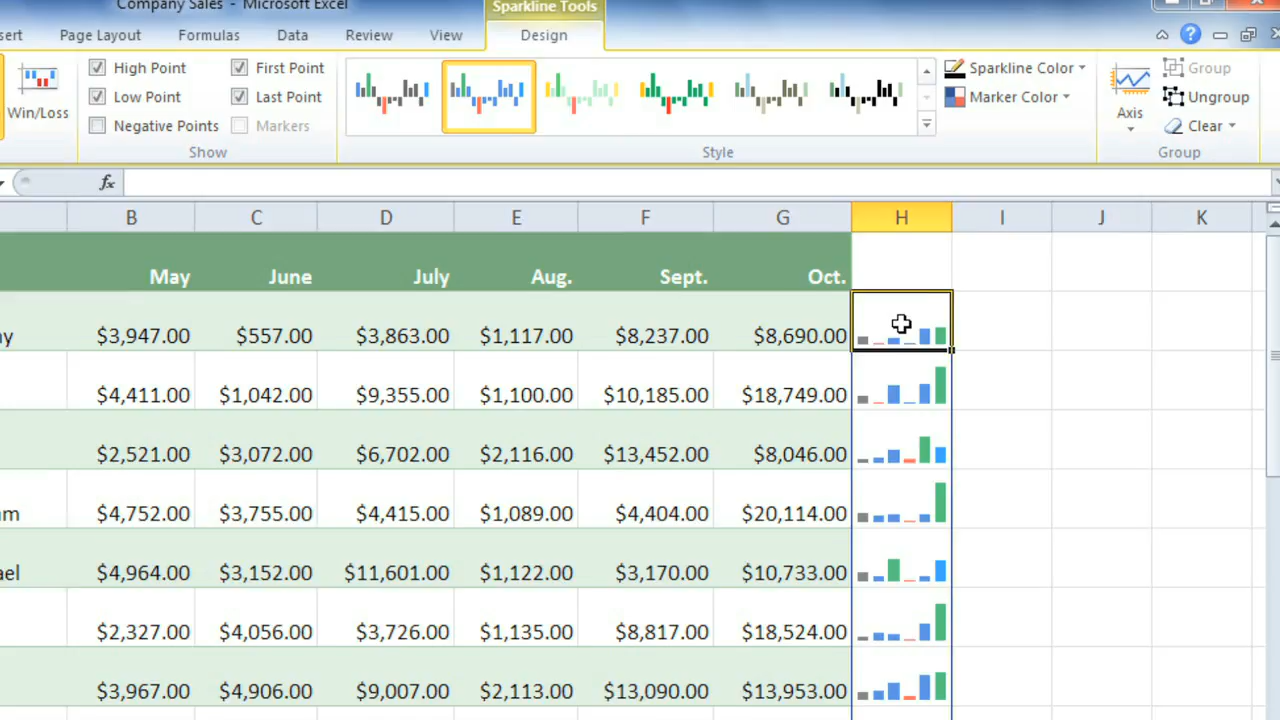 Company Sales - Microsoft Excel
Sparkline Tools
sert Page Layout Formulas Data Review View Design
Win/Loss
High Point First Point
Low Point Last Point
Negative Points Markers
Show
Style
Sparkline Color
Marker Color
Axis
Group
Ungroup
Clear
Group
fx
B C D E F G H I J K
May June July Aug. Sept. Oct.
ny $3,947.00 $557.00 $3,863.00 $1,117.00 $8,237.00 $8,690.00
$4,411.00 $1,042.00 $9,355.00 $1,100.00 $10,185.00 $18,749.00
$2,521.00 $3,072.00 $6,702.00 $2,116.00 $13,452.00 $8,046.00
am $4,752.00 $3,755.00 $4,415.00 $1,089.00 $4,404.00 $20,114.00
ael $4,964.00 $3,152.00 $11,601.00 $1,122.00 $3,170.00 $10,733.00
$2,327.00 $4,056.00 $3,726.00 $1,135.00 $8,817.00 $18,524.00
$3,967.00 $4,906.00 $9,007.00 $2,113.00 $13,090.00 $13,953.00